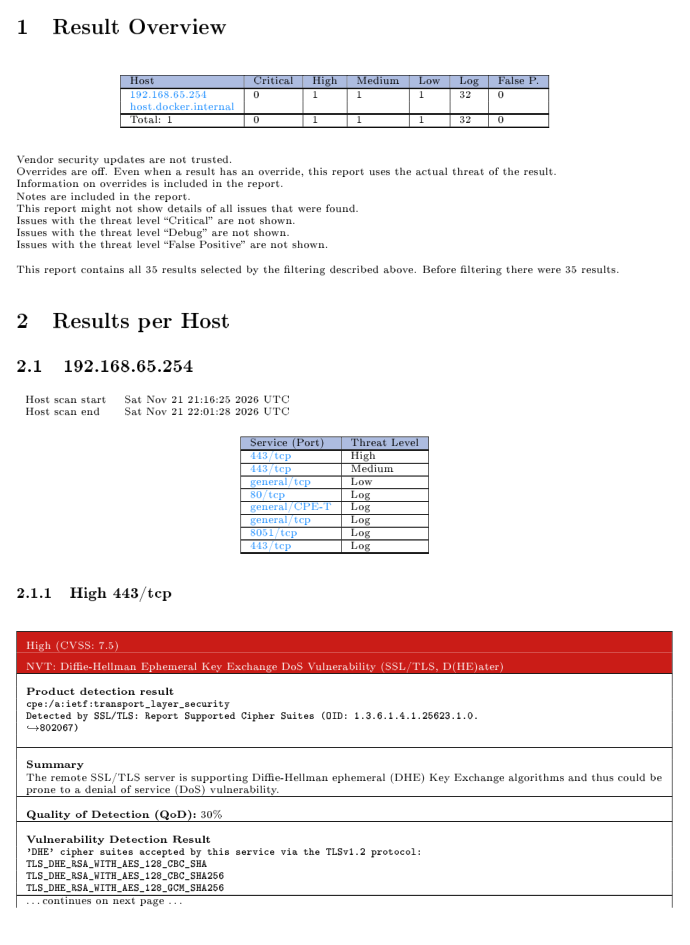 1 Result Overview
Host Critical High Medium Low Log False P.
192.168.65.254 0 1 1 1 32 0
host.docker.internal
Total: 1 0 1 1 1 32 0
Vendor security updates are not trusted.
Overrides are off. Even when a result has an override, this report uses the actual threat of the result.
Information on overrides is included in the report.
Notes are included in the report.
This report might not show details of all issues that were found.
Issues with the threat level “Critical” are not shown.
Issues with the threat level “Debug” are not shown.
Issues with the threat level “False Positive” are not shown.
This report contains all 35 results selected by the filtering described above. Before filtering there were 35 results.
2 Results per Host
2.1 192.168.65.254
Host scan start Sat Nov 21 21:16:25 2026 UTC
Host scan end Sat Nov 21 22:01:28 2026 UTC
Service (Port) Threat Level
443/tcp High
443/tcp Medium
general/tcp Low
80/tcp Log
general/CPE-T Log
general/tcp Log
8051/tcp Log
443/tcp Log
2.1.1 High 443/tcp
High (CVSS: 7.5)
NVT: Diffie-Hellman Ephemeral Key Exchange DoS Vulnerability (SSL/TLS, D(HE)ater)
Product detection result
cpe:/a:ietf:transport_layer_security
Detected by SSL/TLS: Report Supported Cipher Suites (OID: 1.3.6.1.4.1.25623.1.0.
↪802067)
Summary
The remote SSL/TLS server is supporting Diffie-Hellman ephemeral (DHE) Key Exchange algorithms and thus could be
prone to a denial of service (DoS) vulnerability.
Quality of Detection (QoD): 30%
Vulnerability Detection Result
'DHE' cipher suites accepted by this service via the TLSv1.2 protocol:
TLS_DHE_RSA_WITH_AES_128_CBC_SHA
TLS_DHE_RSA_WITH_AES_128_CBC_SHA256
TLS_DHE_RSA_WITH_AES_128_GCM_SHA256
...continues on next page ...